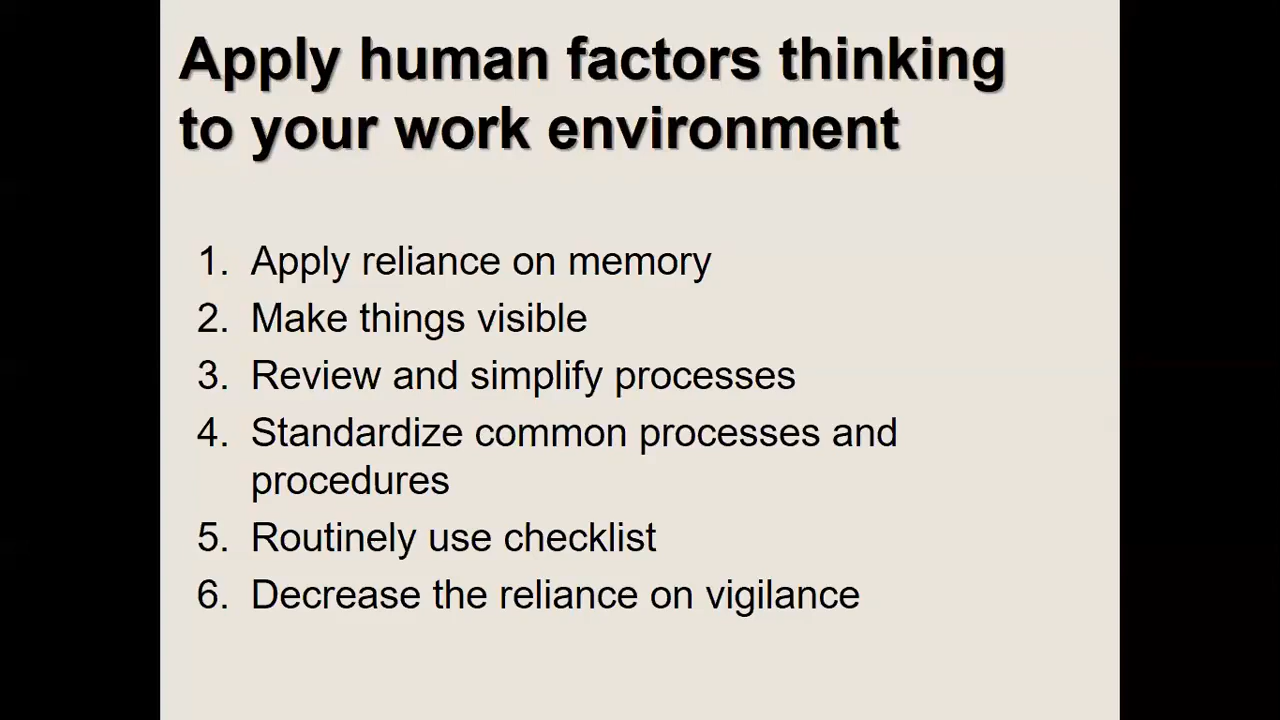 Apply human factors thinking
to your work environment
1. Apply reliance on memory
2. Make things visible
3. Review and simplify processes
4. Standardize common processes and
procedures
5. Routinely use checklist
6. Decrease the reliance on vigilance